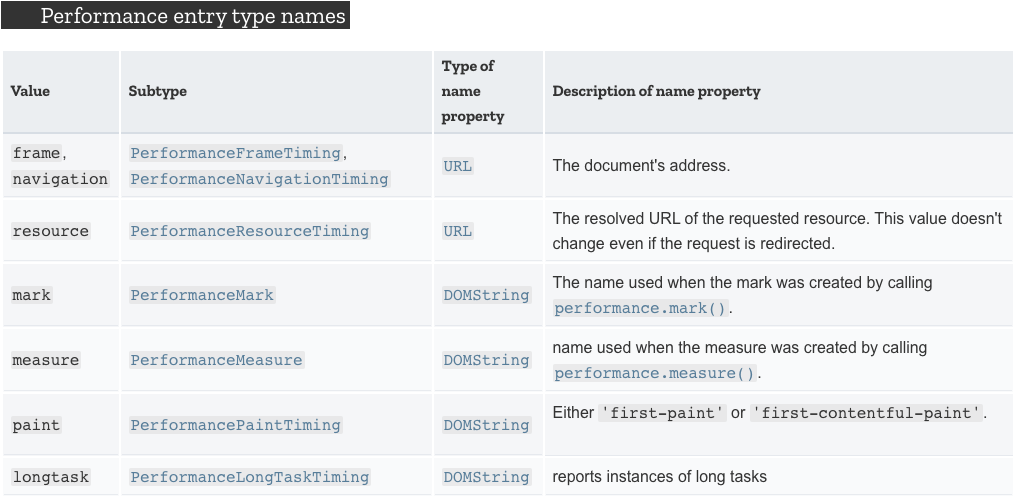 Performance entry type names
Value Subtype Type of name property Description of name property
frame, navigation PerformanceFrameTiming, PerformanceNavigationTiming URL The document's address.
resource PerformanceResourceTiming URL The resolved URL of the requested resource. This value doesn't
change even if the request is redirected.
mark PerformanceMark DOMString The name used when the mark was created by calling
performance.mark().
measure PerformanceMeasure DOMString name used when the measure was created by calling
performance.measure().
paint PerformancePaintTiming DOMString Either 'first-paint' or 'first-contentful-paint'.
longtask PerformanceLongTaskTiming DOMString reports instances of long tasks